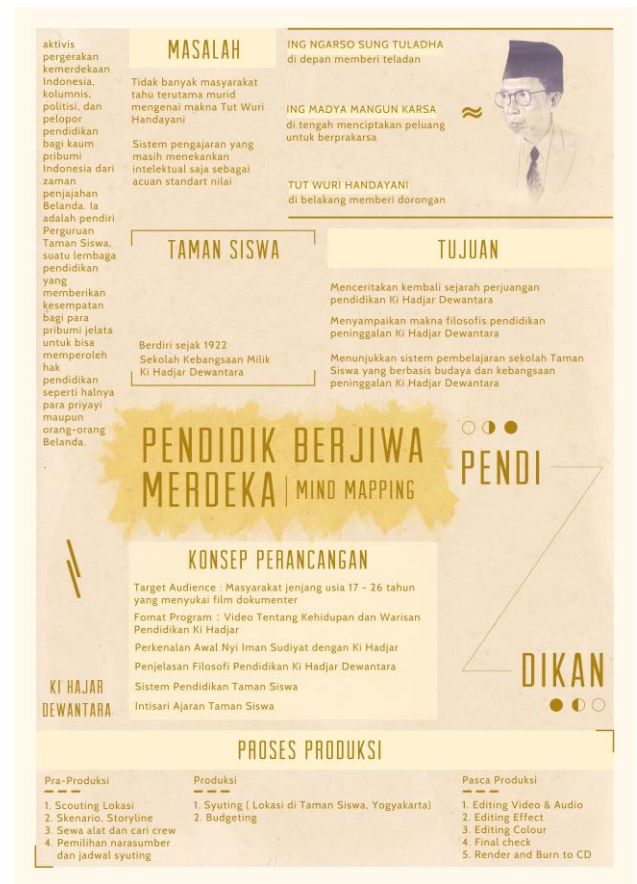 aktivis
pergerakan
kemerdekaan
Indonesia,
kolumnis,
politisi, dan
pelopor
pendidikan
bagi kaum
pribumi
Indonesia dari
zaman
penjajahan
Belanda. Ia
adalah pendiri
Perguruan
Taman Siswa,
suatu lembaga
pendidikan
yang
memberikan
kesempatan
bagi para
pribumi jelata
untuk bisa
memperoleh
hak
pendidikan
seperti halnya
para priyayi
maupun
orang-orang
Belanda.
KI HAJAR
DEWANTARA
MASALAH
Tidak banyak masyarakat
tahu terutama murid
mengenai makna Tut Wuri
Handayani
Sistem pengajaran yang
masih menekankan
intelektual saja sebagai
acuan standart nilai
ING NGARSO SUNG TULADHA
di depan memberi teladan
ING MADYA MANGUN KARSA
di tengah menciptakan peluang
untuk berprakarsa
≈
TUT WURI HANDAYANI
di belakang memberi dorongan
TAMAN SISWA
Berdiri sejak 1922
Sekolah Kebangsaan Milik
Ki Hadjar Dewantara
TUJUAN
Menceritakan kembali sejarah perjuangan
pendidikan Ki Hadjar Dewantara
Menyampaikan makna filosofis pendidikan
peninggalan Ki Hadjar Dewantara
Menunjukkan sistem pembelajaran sekolah Taman
Siswa yang berbasis budaya dan kebangsaan
peninggalan Ki Hadjar Dewantara
PENDIDIK BERJIWA
MERDEKA | MIND MAPPING
PENDI
DIKAN
KONSEP PERANCANGAN
Target Audience : Masyarakat jenjang usia 17 - 26 tahun
yang menyukai film dokumenter
Fomat Program : Video Tentang Kehidupan dan Warisan
Pendidikan Ki Hadjar
Perkenalan Awal Nyi Iman Sudiyat dengan Ki Hadjar
Penjelasan Filosofi Pendidikan Ki Hadjar Dewantara
Sistem Pendidikan Taman Siswa
Intisari Ajaran Taman Siswa
PROSES PRODUKSI
Pra-Produksi
1. Scouting Lokasi
2. Skenario, Storyline
3. Sewa alat dan cari crew
4. Pemilihan narasumber
dan jadwal syuting
Produksi
1. Syuting ( Lokasi di Taman Siswa, Yogyakarta)
2. Budgeting
Pasca Produksi
1. Editing Video & Audio
2. Editing Effect
3. Editing Colour
4. Final check
5. Render and Burn to CD